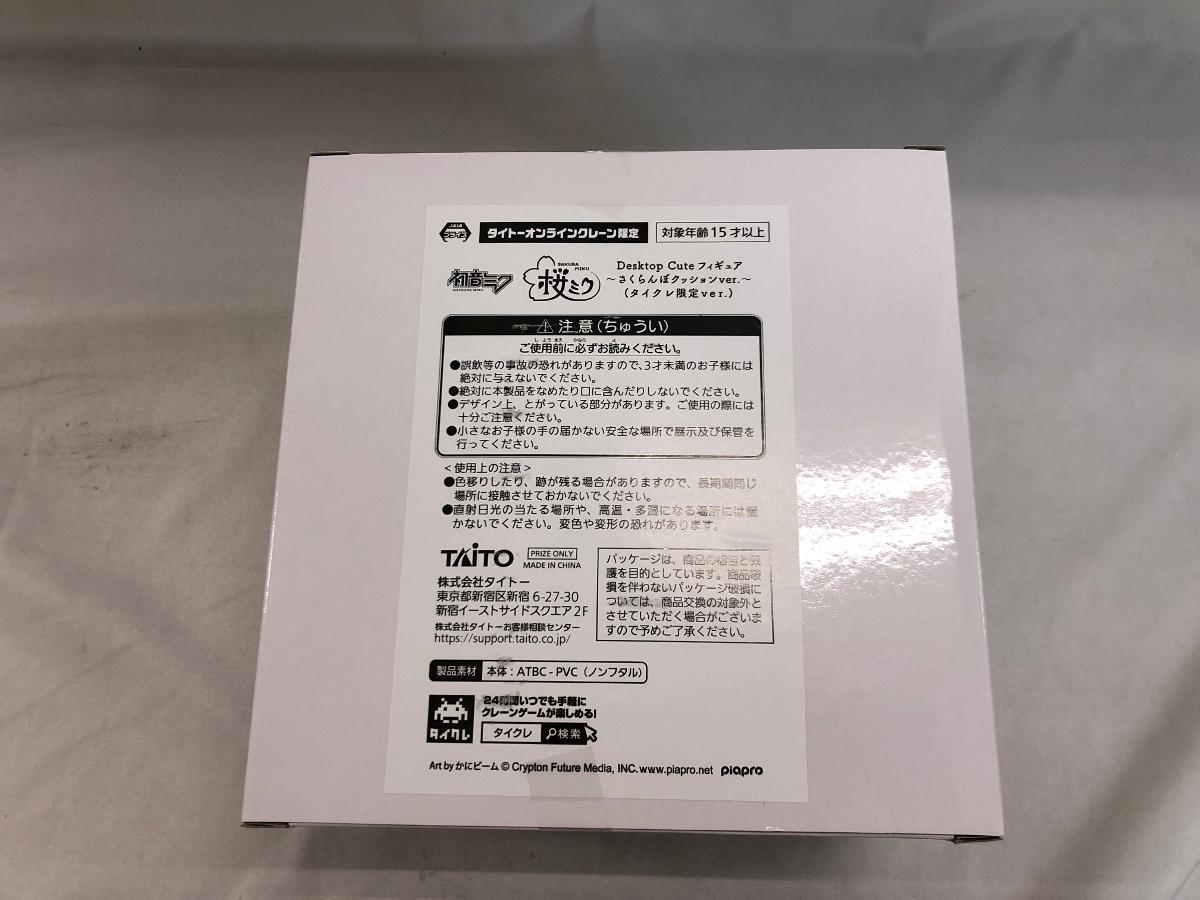 JAIA
プライズ
タイトーオンラインクレーン限定
対象年齢15才以上
初音ミク
HATSUNE MIKU
SAKURA MIKU
桜ミク
Desktop Cute フィギュア
～さくらんぼクッションver.～
（タイクレ限定ver.）
⚠注意（ちゅうい）
ご使用前に必ずお読みください。
●誤飲等の事故の恐れがありますので、3才未満のお子様には
絶対に与えないでください。
●絶対に本製品をなめたり口に含んだりしないでください。
●デザイン上、とがっている部分があります。ご使用の際には
十分ご注意ください。
●小さなお子様の手の届かない安全な場所で展示及び保管を
行ってください。
＜使用上の注意＞
●色移りしたり、跡が残る場合がありますので、長期間同じ
場所に接触させておかないでください。
●直射日光の当たる場所や、高温・多湿になる場所には置
かないでください。変色や変形の恐れがあります。
TAITO
PRIZE ONLY
MADE IN CHINA
株式会社タイトー
東京都新宿区新宿 6-27-30
新宿イーストサイドスクエア 2F
株式会社タイトーお客様相談センター
https://support.taito.co.jp/
パッケージは、商品の梱包と保
護を目的としています。商品破
損を伴わないパッケージ破損に
ついては、商品交換の対象外と
させていただく場合がございま
すので予めご了承ください。
製品素材 本体：ATBC-PVC（ノンフタル）
タイクレ
24時間いつでも手軽に
クレーンゲームが楽しめる!
タイクレ 検索
Art by かにビーム © Crypton Future Media, INC. www.piapro.net piapro